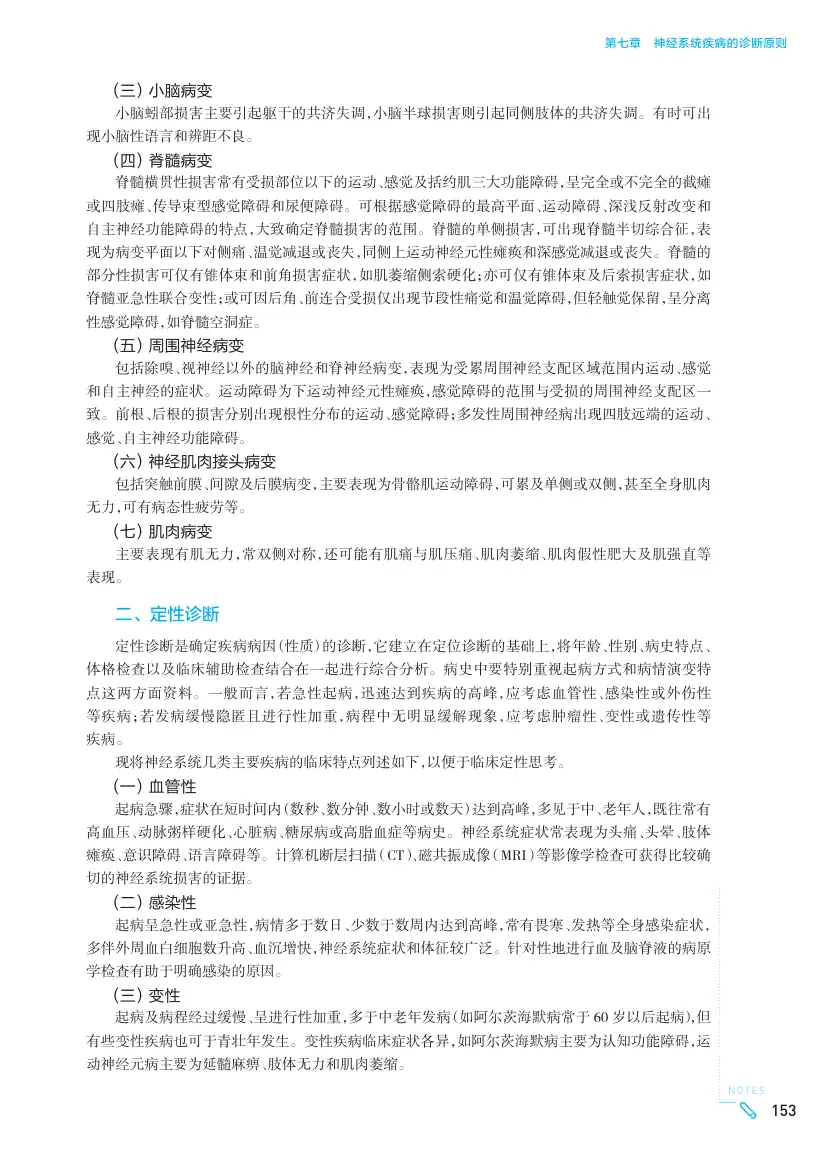 第七章 神经系统疾病的诊断原则
（三）小脑病变
小脑蚓部损害主要引起躯干的共济失调，小脑半球损害则引起同侧肢体的共济失调。有时可出
现小脑性语言和辨距不良。
（四）脊髓病变
脊髓横贯性损害常有受损部位以下的运动、感觉及括约肌三大功能障碍，呈完全或不完全的截瘫
或四肢瘫、传导束型感觉障碍和尿便障碍。可根据感觉障碍的最高平面、运动障碍、深浅反射改变和
自主神经功能障碍的特点，大致确定脊髓损害的范围。脊髓的单侧损害，可出现脊髓半切综合征，表
现为病变平面以下对侧痛、温觉减退或丧失，同侧上运动神经元性瘫痪和深感觉减退或丧失。脊髓的
部分性损害可仅有锥体束和前角损害症状，如肌萎缩侧索硬化；亦可仅有锥体束及后索损害症状，如
脊髓亚急性联合变性；或可因后角、前连合受损仅出现节段性痛觉和温觉障碍，但轻触觉保留，呈分离
性感觉障碍，如脊髓空洞症。
（五）周围神经病变
包括除嗅、视神经以外的脑神经和脊神经病变，表现为受累周围神经支配区域范围内运动、感觉
和自主神经的症状。运动障碍为下运动神经元性瘫痪，感觉障碍的范围与受损的周围神经支配区一
致。前根、后根的损害分别出现根性分布的运动、感觉障碍；多发性周围神经病出现四肢远端的运动、
感觉、自主神经功能障碍。
（六）神经肌肉接头病变
包括突触前膜、间隙及后膜病变，主要表现为骨骼肌运动障碍，可累及单侧或双侧，甚至全身肌肉
无力，可有病态性疲劳等。
（七）肌肉病变
主要表现有肌无力，常双侧对称，还可能有肌痛与肌压痛、肌肉萎缩、肌肉假性肥大及肌强直等
表现。
二、定性诊断
定性诊断是确定疾病病因（性质）的诊断，它建立在定位诊断的基础上，将年龄、性别、病史特点、
体格检查以及临床辅助检查结合在一起进行综合分析。病史中要特别重视起病方式和病情演变特
点这两方面资料。一般而言，若急性起病，迅速达到疾病的高峰，应考虑血管性、感染性或外伤性
等疾病；若发病缓慢隐匿且进行性加重，病程中无明显缓解现象，应考虑肿瘤性、变性或遗传性等
疾病。
现将神经系统几类主要疾病的临床特点列述如下，以便于临床定性思考。
（一）血管性
起病急骤，症状在短时间内（数秒、数分钟、数小时或数天）达到高峰，多见于中、老年人，既往常有
高血压、动脉粥样硬化、心脏病、糖尿病或高脂血症等病史。神经系统症状常表现为头痛、头晕、肢体
瘫痪、意识障碍、语言障碍等。计算机断层扫描（CT）、磁共振成像（MRI）等影像学检查可获得比较确
切的神经系统损害的证据。
（二）感染性
起病呈急性或亚急性，病情多于数日、少数于数周内达到高峰，常有畏寒、发热等全身感染症状，
多伴外周血白细胞数升高、血沉增快，神经系统症状和体征较广泛。针对性地进行血及脑脊液的病原
学检查有助于明确感染的原因。
（三）变性
起病及病程经过缓慢、呈进行性加重，多于中老年发病（如阿尔茨海默病常于 60 岁以后起病），但
有些变性疾病也可于青壮年发生。变性疾病临床症状各异，如阿尔茨海默病主要为认知功能障碍，运
动神经元病主要为延髓麻痹、肢体无力和肌肉萎缩。
NOTES
153